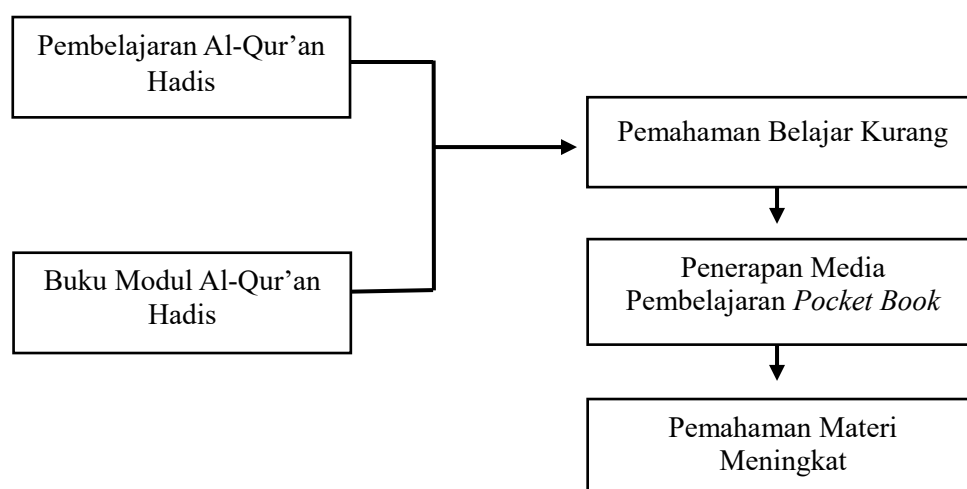 Pembelajaran Al-Qur’an
Hadis
Buku Modul Al-Qur’an
Hadis
Pemahaman Belajar Kurang
Penerapan Media
Pembelajaran Pocket Book
Pemahaman Materi
Meningkat